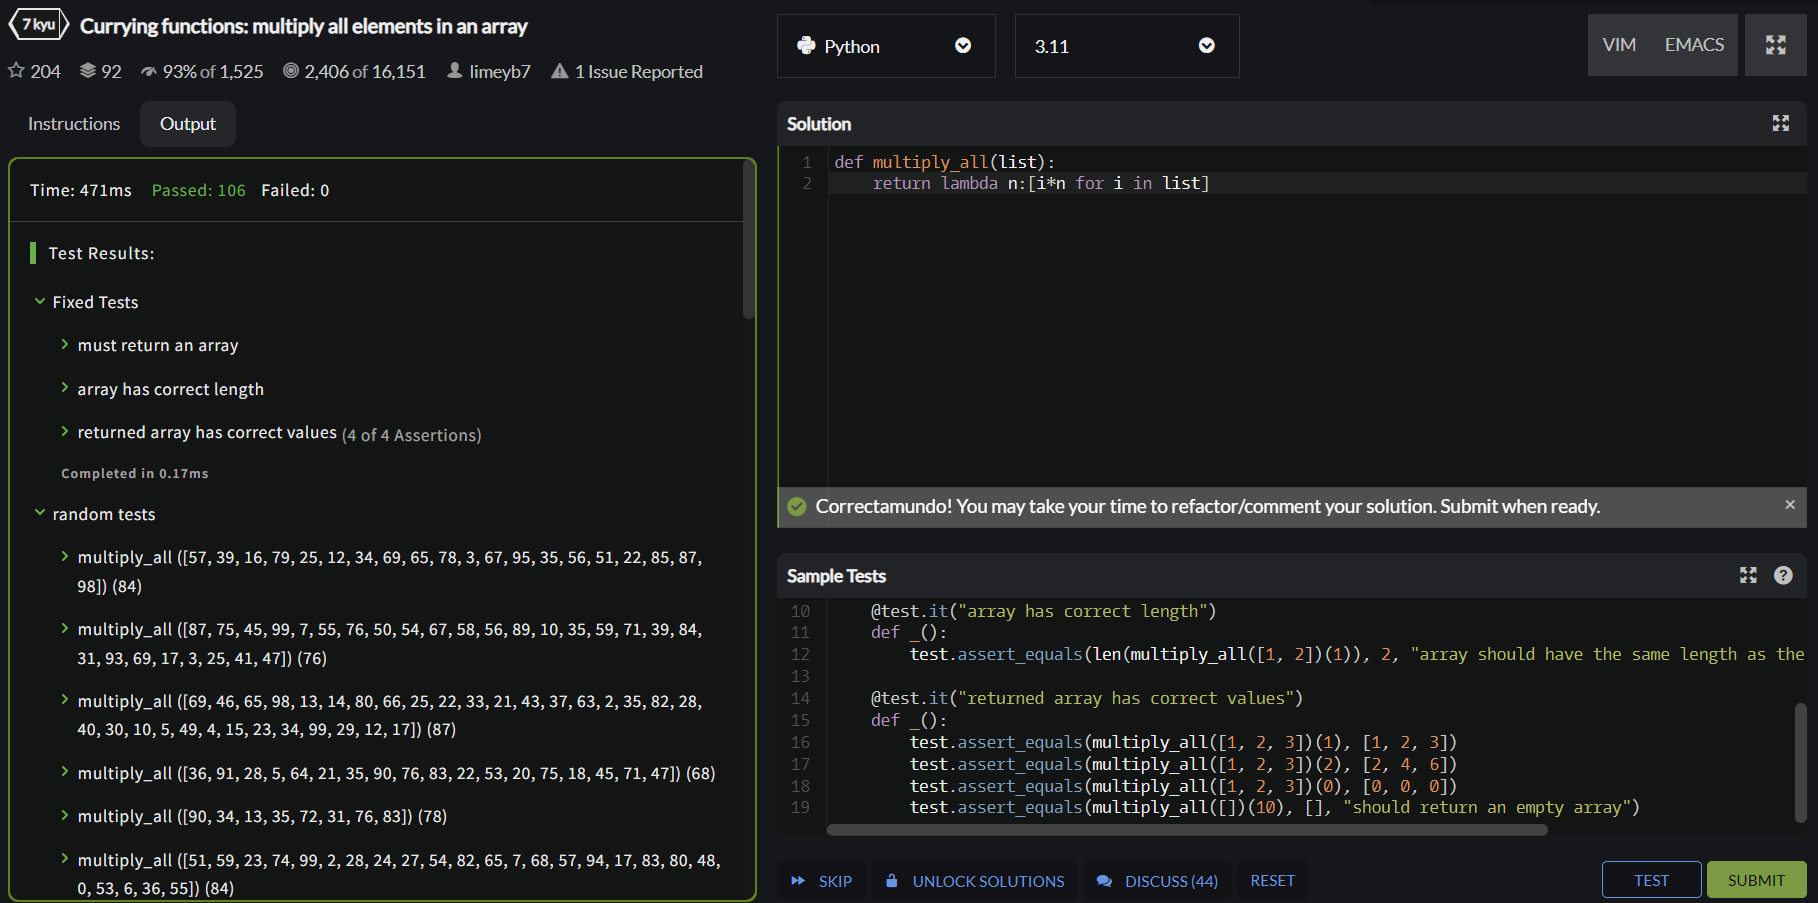 7 kyu Currying functions: multiply all elements in an array
204 92 93% of 1,525 2,406 of 16,151 limeyb7 1 Issue Reported
Instructions Output
Time: 471ms Passed: 106 Failed: 0
Test Results:
Fixed Tests
must return an array
array has correct length
returned array has correct values (4 of 4 Assertions)
Completed in 0.17ms
random tests
multiply_all ([57, 39, 16, 79, 25, 12, 34, 69, 65, 78, 3, 67, 95, 35, 56, 51, 22, 85, 87,
98]) (84)
multiply_all ([87, 75, 45, 99, 7, 55, 76, 50, 54, 67, 58, 56, 89, 10, 35, 59, 71, 39, 84,
31, 93, 69, 17, 3, 25, 41, 47]) (76)
multiply_all ([69, 46, 65, 98, 13, 14, 80, 66, 25, 22, 33, 21, 43, 37, 63, 2, 35, 82, 28,
40, 30, 10, 5, 49, 4, 15, 23, 34, 99, 29, 12, 17]) (87)
multiply_all ([36, 91, 28, 5, 64, 21, 35, 90, 76, 83, 22, 53, 20, 75, 18, 45, 71, 47]) (68)
multiply_all ([90, 34, 13, 35, 72, 31, 76, 83]) (78)
multiply_all ([51, 59, 23, 74, 99, 2, 28, 24, 27, 54, 82, 65, 7, 68, 57, 94, 17, 83, 80, 48,
0, 53, 6, 36, 55]) (84)
Python 3.11 VIM EMACS
Solution
1 def multiply_all(list):
2     return lambda n:[i*n for i in list]
Correctamundo! You may take your time to refactor/comment your solution. Submit when ready. ×
Sample Tests ?
10     @test.it("array has correct length")
11     def _():
12         test.assert_equals(len(multiply_all([1, 2])(1)), 2, "array should have the same length as the
13
14     @test.it("returned array has correct values")
15     def _():
16         test.assert_equals(multiply_all([1, 2, 3])(1), [1, 2, 3])
17         test.assert_equals(multiply_all([1, 2, 3])(2), [2, 4, 6])
18         test.assert_equals(multiply_all([1, 2, 3])(0), [0, 0, 0])
19         test.assert_equals(multiply_all([])(10), [], "should return an empty array")
SKIP UNLOCK SOLUTIONS DISCUSS (44) RESET TEST SUBMIT